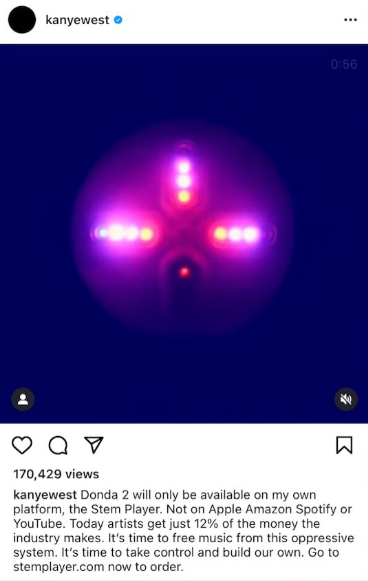 kanyewest
0:56
170,429 views
kanyewest Donda 2 will only be available on my own
platform, the Stem Player. Not on Apple Amazon Spotify or
YouTube. Today artists get just 12% of the money the
industry makes. It's time to free music from this oppressive
system. It's time to take control and build our own. Go to
stemplayer.com now to order.